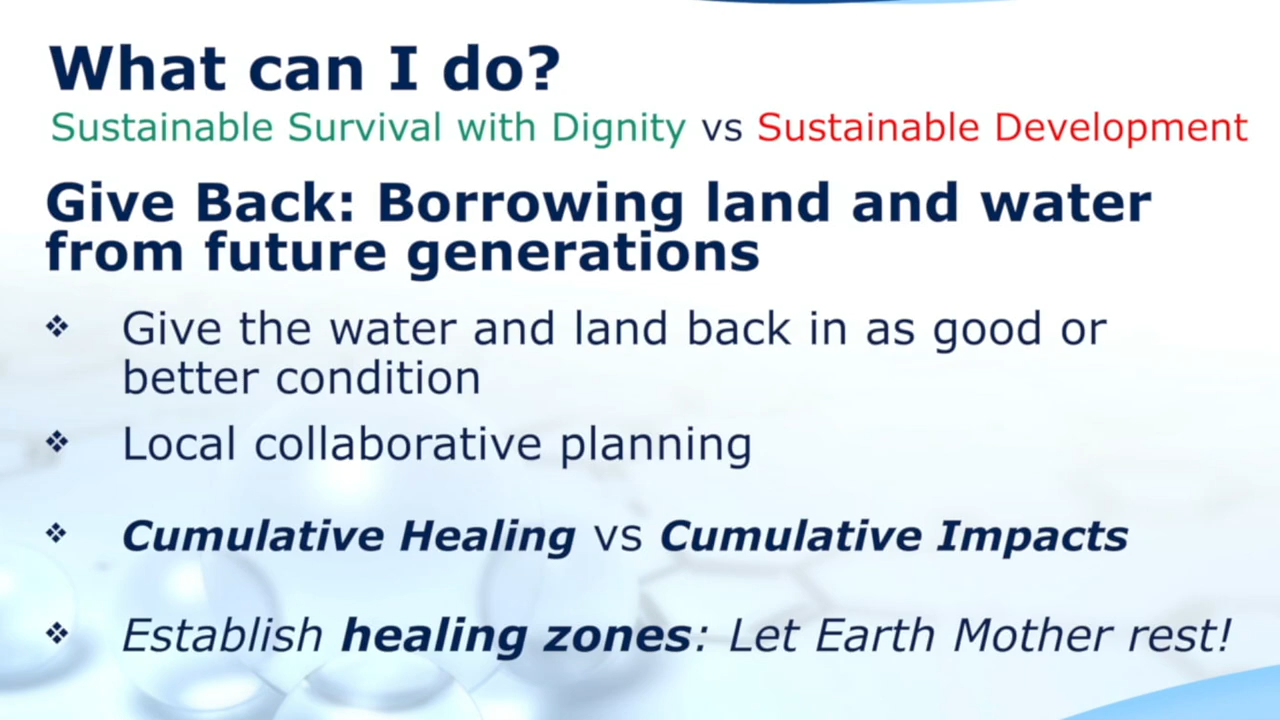 What can I do?
Sustainable Survival with Dignity vs Sustainable Development
Give Back: Borrowing land and water
from future generations
❖ Give the water and land back in as good or
better condition
❖ Local collaborative planning
❖ Cumulative Healing vs Cumulative Impacts
❖ Establish healing zones: Let Earth Mother rest!